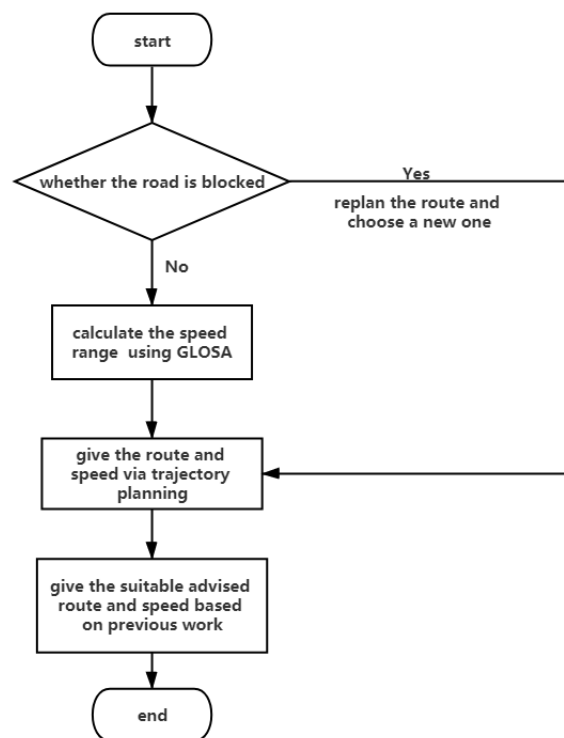 start
whether the road is blocked
Yes
replan the route and
choose a new one
No
calculate the speed
range using GLOSA
give the route and
speed via trajectory
planning
give the suitable advised
route and speed based
on previous work
end